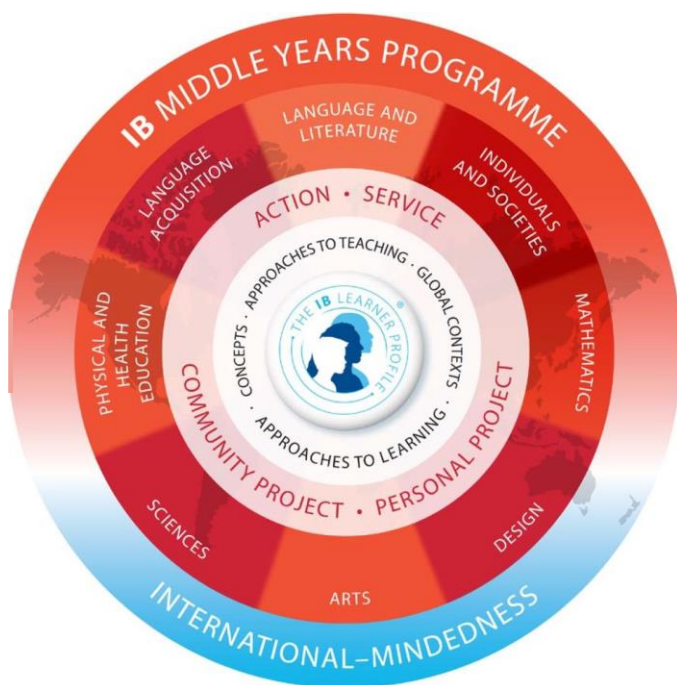 IB MIDDLE YEARS PROGRAMME
LANGUAGE AND
LITERATURE
INDIVIDUALS
AND SOCIETIES
MATHEMATICS
DESIGN
ARTS
SCIENCES
PHYSICAL AND
HEALTH
EDUCATION
LANGUAGE
ACQUISITION
ACTION • SERVICE
PERSONAL PROJECT •
COMMUNITY PROJECT
APPROACHES TO TEACHING · GLOBAL CONTEXTS ·
APPROACHES TO LEARNING · CONCEPTS ·
THE IB LEARNER PROFILE ®
INTERNATIONAL–MINDEDNESS